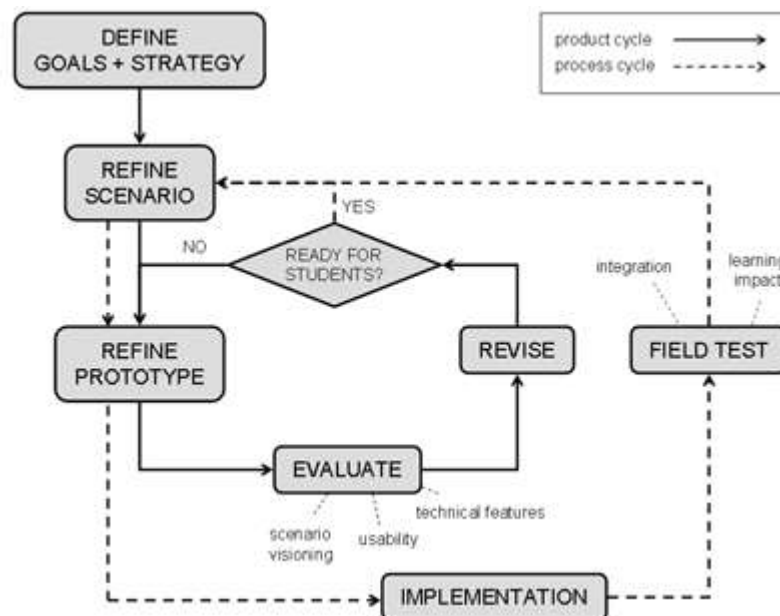 DEFINE
GOALS + STRATEGY
product cycle
process cycle
REFINE
SCENARIO
YES
NO
READY FOR
STUDENTS?
integration
learning
impact
REFINE
PROTOTYPE
REVISE
FIELD TEST
EVALUATE
technical features
scenario
visioning
usability
IMPLEMENTATION